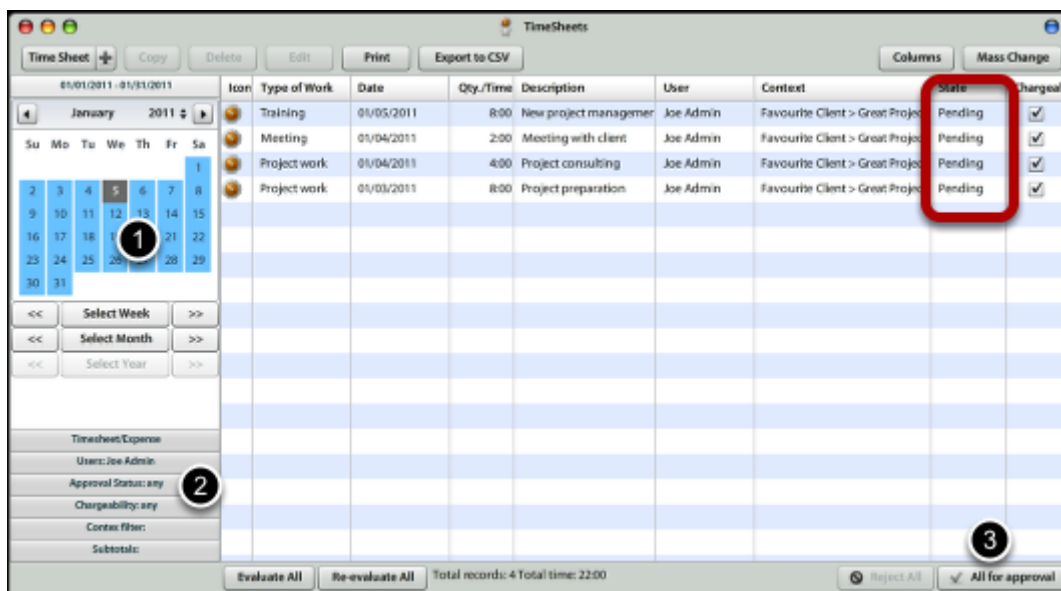 TimeSheets
Time Sheet + Copy Delete Edit Print Export to CSV Columns Mass Change
01/01/2011 - 01/31/2011
Icon Type of Work Date Qty./Time Description User Context State Chargeal
January 2011
Su Mo Tu We Th Fr Sa
1
2 3 4 5 6 7 8
9 10 11 12 13 14 15
16 17 18 21 22
23 24 25 26 28 29
30 31
Training 01/05/2011 8:00 New project managemer Joe Admin Favourite Client > Great Projec Pending
Meeting 01/04/2011 2:00 Meeting with client Joe Admin Favourite Client > Great Projec Pending
Project work 01/04/2011 4:00 Project consulting Joe Admin Favourite Client > Great Projec Pending
Project work 01/03/2011 8:00 Project preparation Joe Admin Favourite Client > Great Projec Pending
1
<< Select Week >>
<< Select Month >>
<< Select Year >>
Timesheet/Expense
Users: Joe Admin
Approval Status: any
2
Chargeability: any
Contex filter:
Subtotals:
3
Evaluate All Re-evaluate All Total records: 4 Total time: 22:00 Reject All All for approval